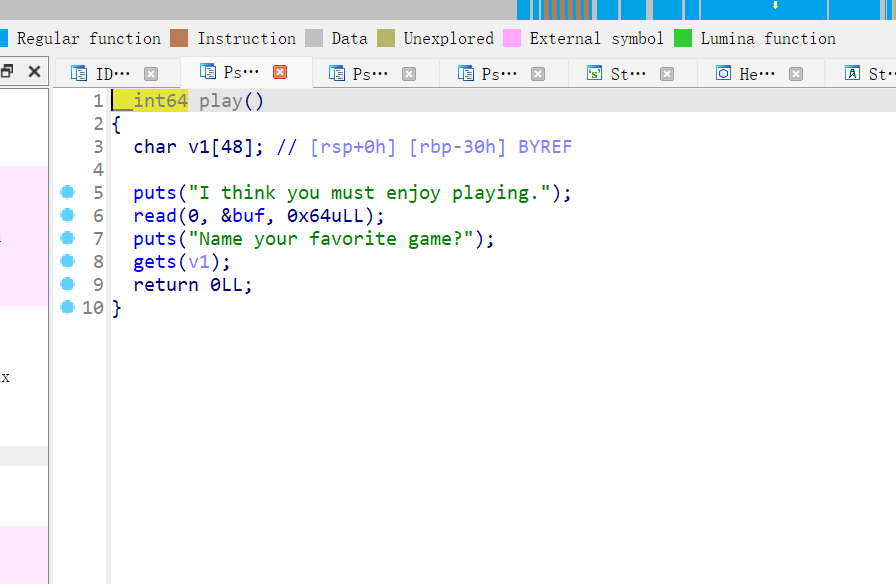 Regular function Instruction Data Unexplored External symbol Lumina function
ID··· Ps··· Ps··· Ps··· St··· He··· St··
1 __int64 play()
2 {
3 char v1[48]; // [rsp+0h] [rbp-30h] BYREF
4
5 puts("I think you must enjoy playing.");
6 read(0, &buf, 0x64uLL);
7 puts("Name your favorite game?");
8 gets(v1);
9 return 0LL;
10 }
x